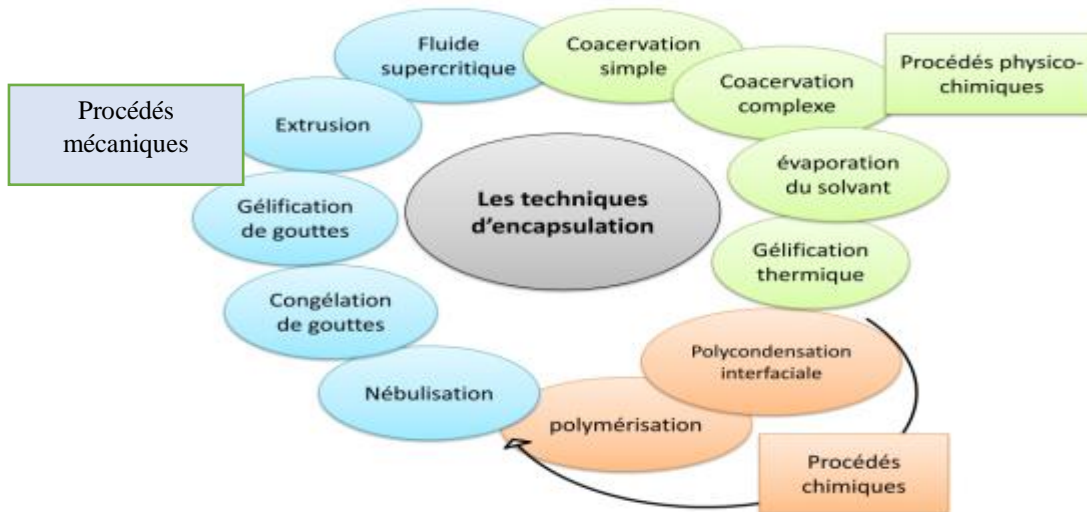 Fluide
supercritique
Coacervation
simple
Coacervation
complexe
Procédés physico-
chimiques
Procédés
mécaniques
Extrusion
évaporation
du solvant
Les techniques
d'encapsulation
Gélification
de gouttes
Gélification
thermique
Congélation
de gouttes
Polycondensation
interfaciale
Nébulisation
polymérisation
Procédés
chimiques